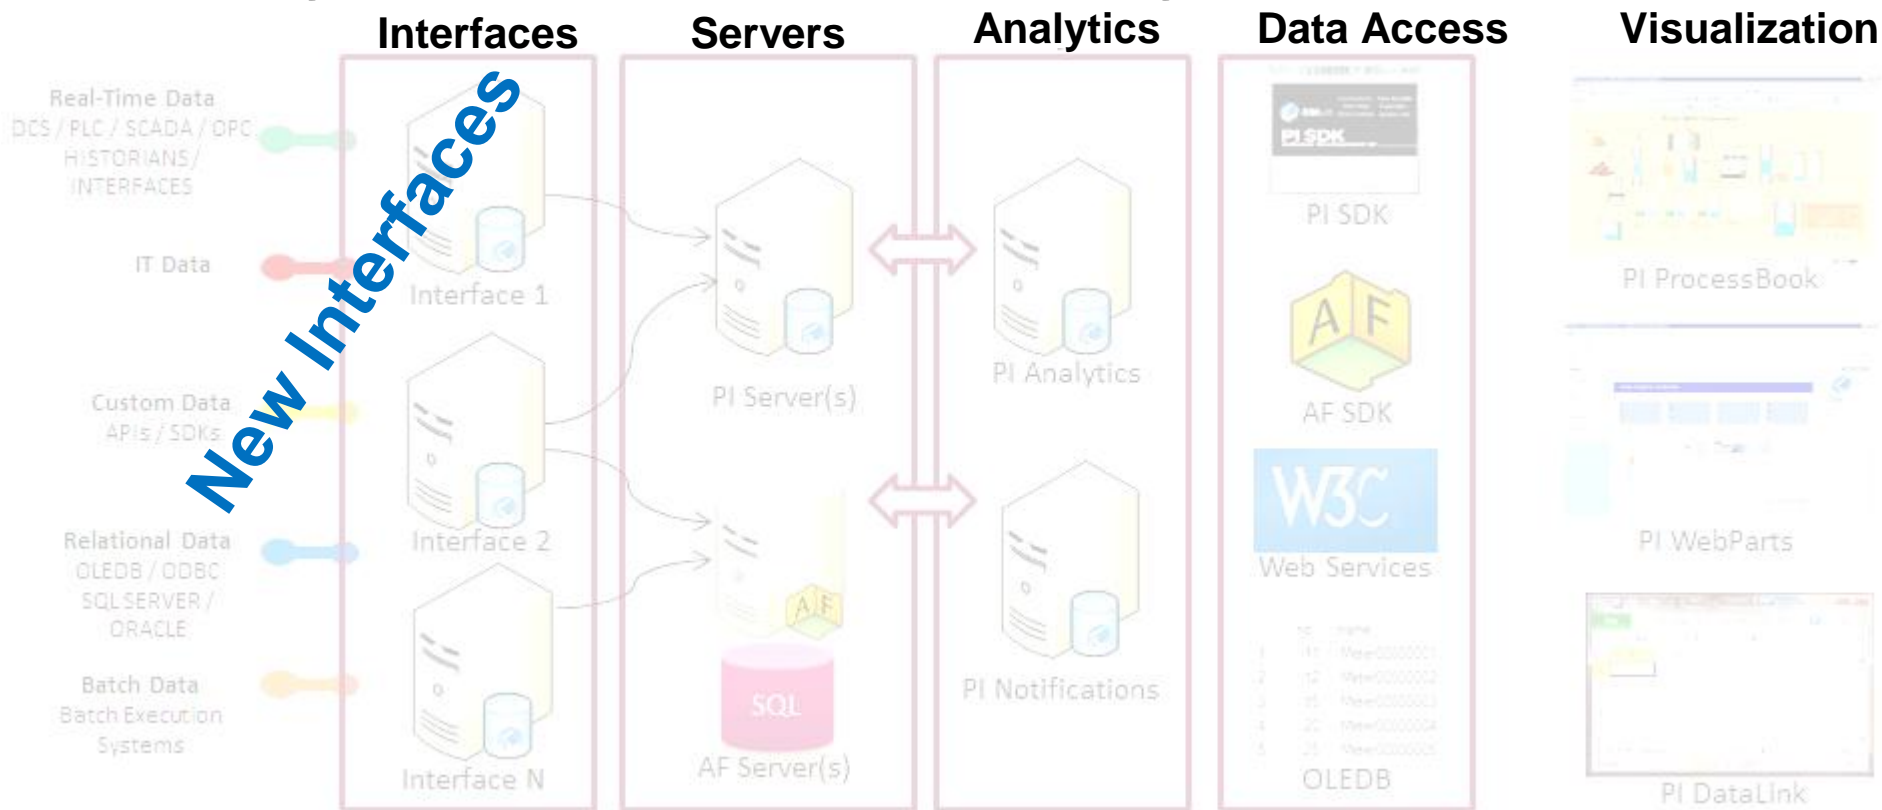 Interfaces
Servers
Analytics
Data Access
Visualization
New Interfaces
Real-Time Data
DCS / PLC / SCADA / OPC
HISTORIANS /
INTERFACES
IT Data
Custom Data
APIs / SDKs
Relational Data
OLEDB / ODBC
SQL SERVER /
ORACLE
Batch Data
Batch Execution
Systems
Interface 1
Interface 2
Interface N
PI Server(s)
A F
SQL
AF Server(s)
PI Analytics
PI Notifications
PI SDK
PI SDK
A F
AF SDK
W3C
Web Services
OLEDB
PI ProcessBook
PI WebParts
PI DataLink